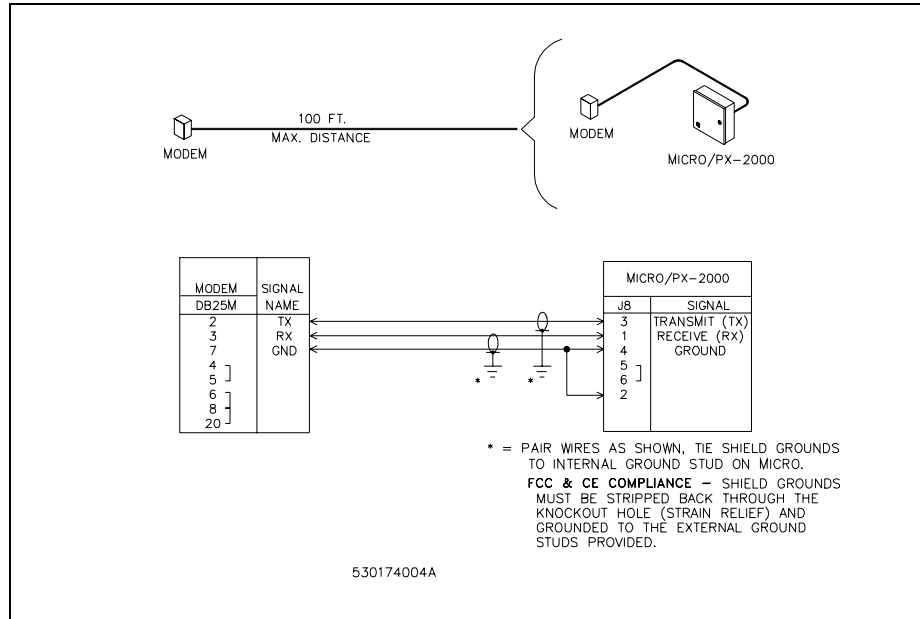 100 FT.
MAX. DISTANCE
MODEM
MODEM
MICRO/PX-2000
MODEM SIGNAL
DB25M NAME
2 TX
3 RX
7 GND
4
5
6
8
20
*
*
MICRO/PX-2000
J8 SIGNAL
3 TRANSMIT (TX)
1 RECEIVE (RX)
4 GROUND
5
6
2
* = PAIR WIRES AS SHOWN, TIE SHIELD GROUNDS
TO INTERNAL GROUND STUD ON MICRO.
FCC & CE COMPLIANCE – SHIELD GROUNDS
MUST BE STRIPPED BACK THROUGH THE
KNOCKOUT HOLE (STRAIN RELIEF) AND
GROUNDED TO THE EXTERNAL GROUND
STUDS PROVIDED.
530174004A